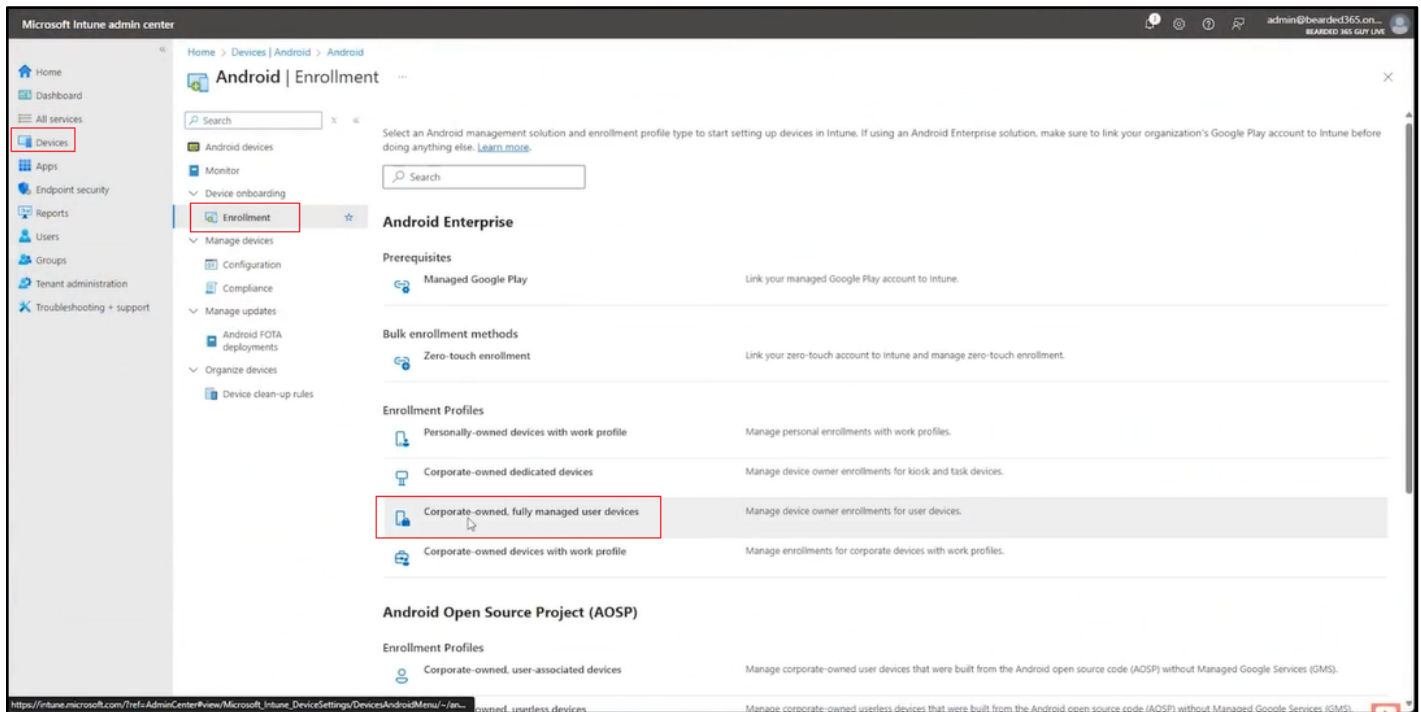 Microsoft Intune admin center
admin@bearded365.on...
BEARDED 365 GUY LIVE
Home
Dashboard
All services
Devices
Apps
Endpoint security
Reports
Users
Groups
Tenant administration
Troubleshooting + support
Home > Devices | Android > Android
Android | Enrollment ...
Search
Android devices
Monitor
Device onboarding
Enrollment
Manage devices
Configuration
Compliance
Manage updates
Android FOTA
deployments
Organize devices
Device clean-up rules
Select an Android management solution and enrollment profile type to start setting up devices in Intune. If using an Android Enterprise solution, make sure to link your organization's Google Play account to Intune before
doing anything else. Learn more.
Search
Android Enterprise
Prerequisites
Managed Google Play Link your managed Google Play account to Intune.
Bulk enrollment methods
Zero-touch enrollment Link your zero-touch account to Intune and manage zero-touch enrollment.
Enrollment Profiles
Personally-owned devices with work profile Manage personal enrollments with work profiles.
Corporate-owned dedicated devices Manage device owner enrollments for kiosk and task devices.
Corporate-owned, fully managed user devices Manage device owner enrollments for user devices.
Corporate-owned devices with work profile Manage enrollments for corporate devices with work profiles.
Android Open Source Project (AOSP)
Enrollment Profiles
Corporate-owned, user-associated devices Manage corporate-owned user devices that were built from the Android open source code (AOSP) without Managed Google Services (GMS).
owned, userless devices Manage corporate-owned userless devices that were built from the Android open source code (AOSP) without Managed Google Services (GMS).
https://intune.microsoft.com/?ref=AdminCenter#view/Microsoft_Intune_DeviceSettings/DevicesAndroidMenu/~/an...